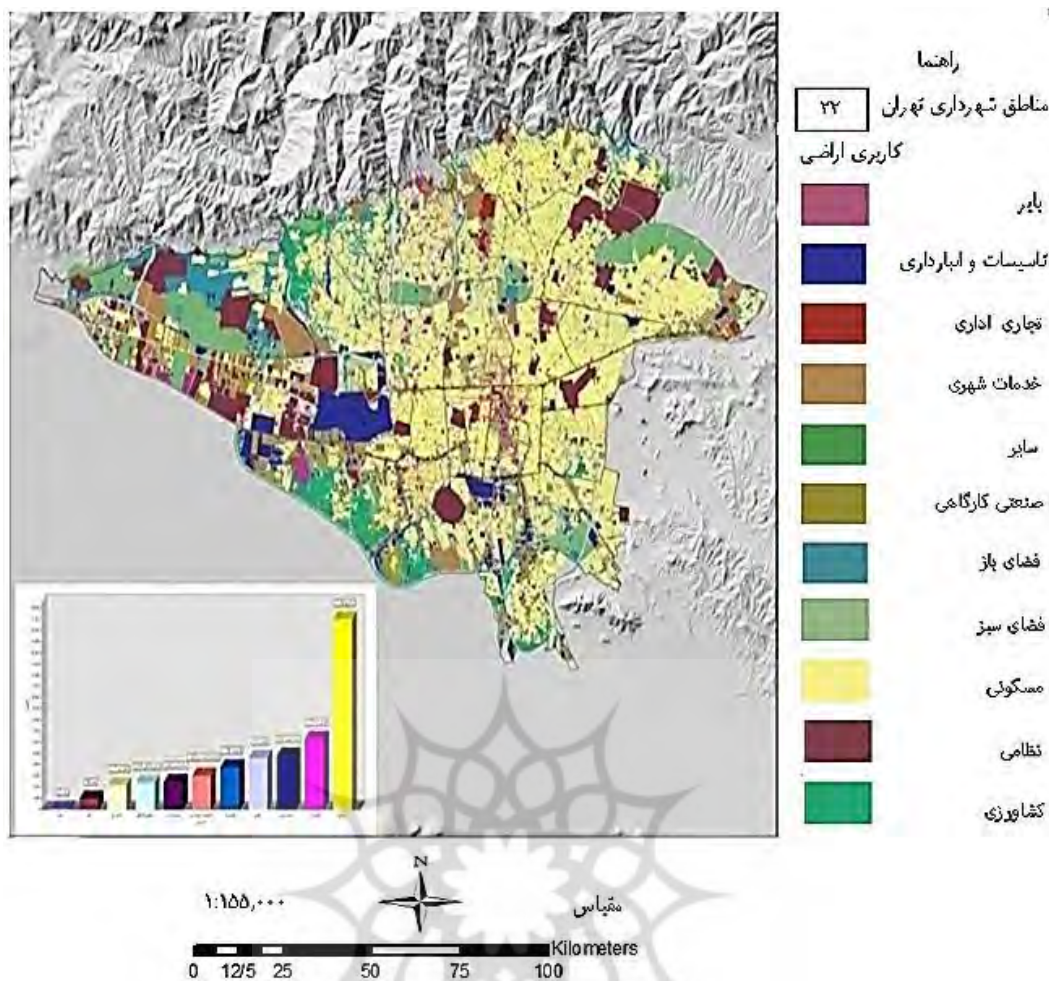 راهنما
مناطق شهرداری تهران ۲۲
کاربری اراضی
بایر
تاسیسات و انبارداری
تجاری اداری
خدمات شهری
سایر
صنعتی کارگاهی
فضای باز
فضای سبز
مسکونی
نظامی
کشاورزی
N
مقیاس ۱:۱۵۵,۰۰۰
Kilometers
0 12/5 25 50 75 100